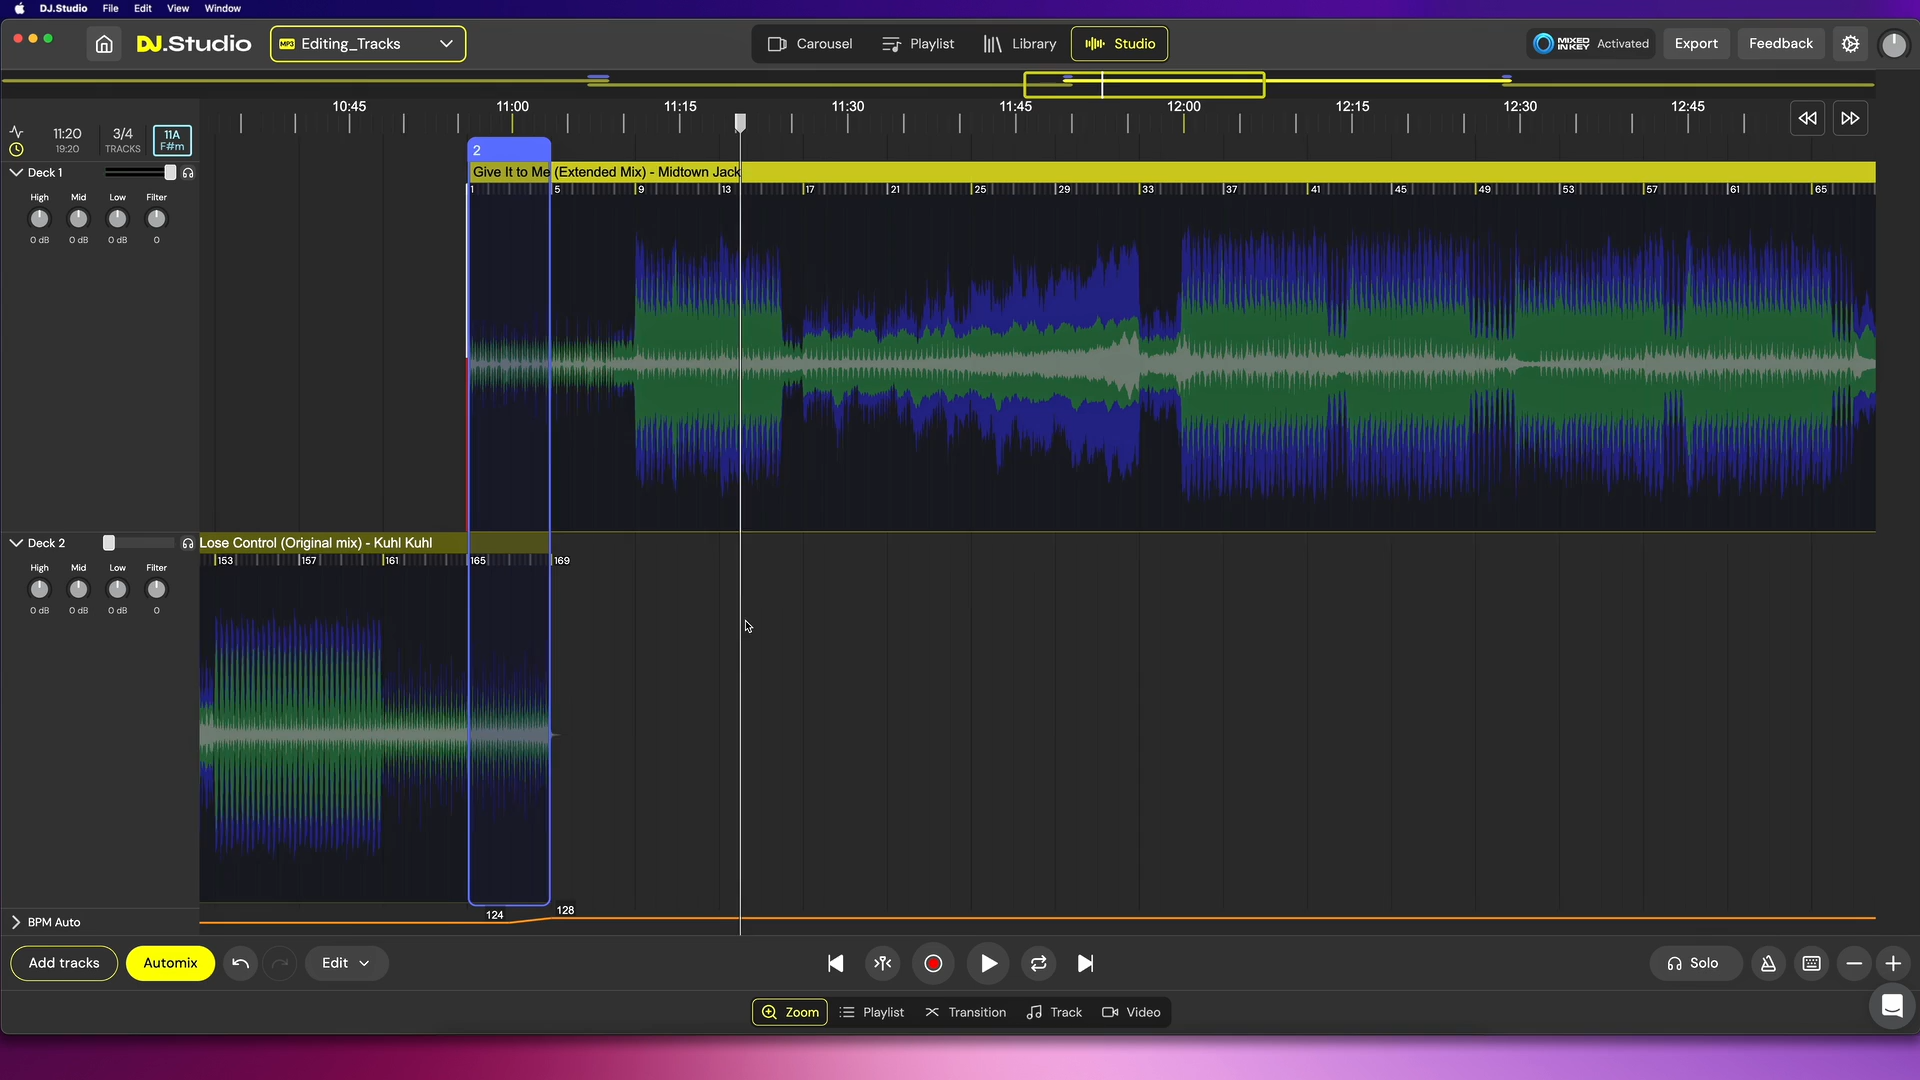 DJ.Studio File Edit View Window
DJ.Studio
MP3 Editing_Tracks
Carousel Playlist Library Studio
MIXED IN KEY Activated Export Feedback
10:45 11:00 11:15 11:30 11:45 12:00 12:15 12:30 12:45
11:20 3/4 11A
19:20 TRACKS F#m
2
Deck 1
Give It to Me (Extended Mix) - Midtown Jack
1 5 9 13 17 21 25 29 33 37 41 45 49 53 57 61 65
High Mid Low Filter
0 dB 0 dB 0 dB 0
Deck 2
Lose Control (Original mix) - Kuhl Kuhl
153 157 161 165 169
High Mid Low Filter
0 dB 0 dB 0 dB 0
124 128
BPM Auto
Add tracks Automix Edit Solo
Zoom Playlist Transition Track Video